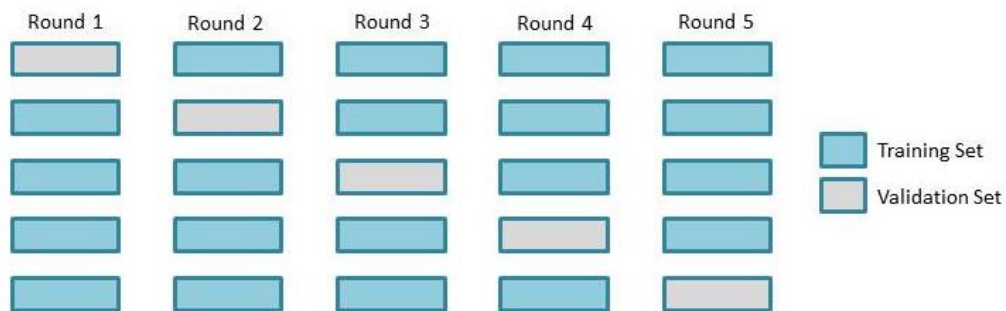 Round 1
Round 2
Round 3
Round 4
Round 5
Training Set
Validation Set